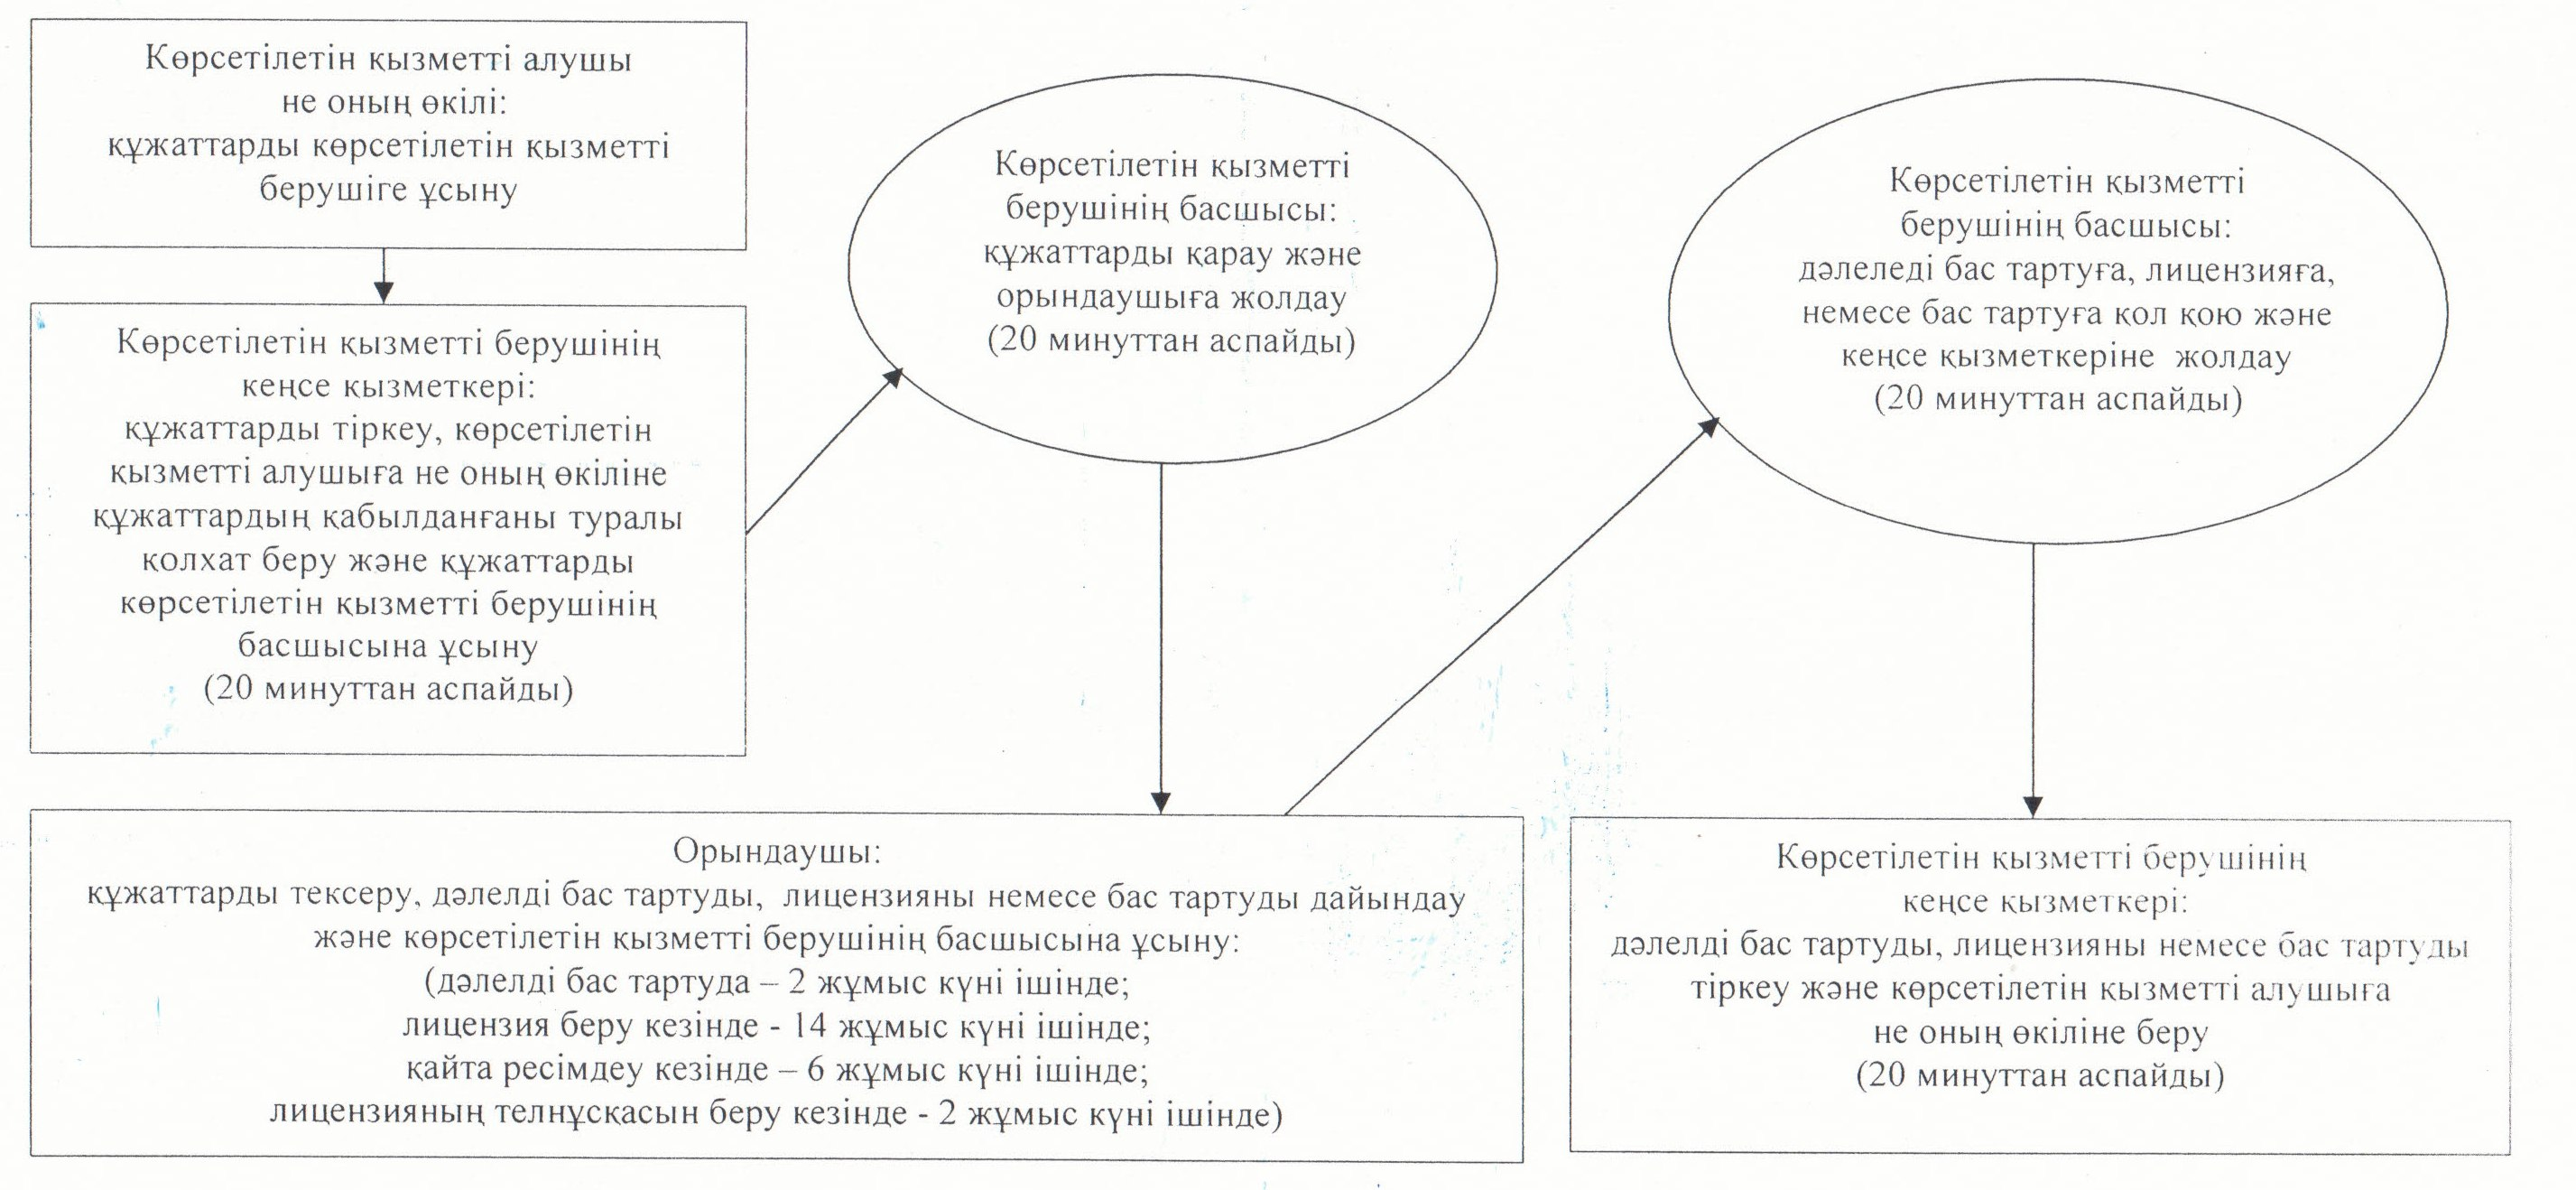 Көрсетілетін қызметті алушы
не оның өкілі:
құжаттарды көрсетілетін қызметті
берушіге ұсыну
Көрсетілетін қызметті берушінің
кеңсе қызметкері:
құжаттарды тіркеу, көрсетілетін
қызметті алушыға не оның өкіліне
құжаттардың қабылданғаны туралы
қолхат беру және құжаттарды
көрсетілетін қызметті берушінің
басшысына ұсыну
(20 минуттан аспайды)
Көрсетілетін қызметті
берушінің басшысы:
құжаттарды қарау және
орындаушыға жолдау
(20 минуттан аспайды)
Орындаушы:
құжаттарды тексеру, дәлелді бас тартуды, лицензияны немесе бас тартуды дайындау
және көрсетілетін қызметті берушінің басшысына ұсыну:
(дәлелді бас тартуда – 2 жұмыс күні ішінде;
лицензия беру кезінде - 14 жұмыс күні ішінде;
қайта ресімдеу кезінде – 6 жұмыс күні ішінде;
лицензияның телнұсқасын беру кезінде - 2 жұмыс күні ішінде)
Көрсетілетін қызметті
берушінің басшысы:
дәлеледі бас тартуға, лицензияға,
немесе бас тартуға қол қою және
кеңсе қызметкеріне жолдау
(20 минуттан аспайды)
Көрсетілетін қызметті берушінің
кеңсе қызметкері:
дәлелді бас тартуды, лицензияны немесе бас тартуды
тіркеу және көрсетілетін қызметті алушыға
не оның өкіліне беру
(20 минуттан аспайды)